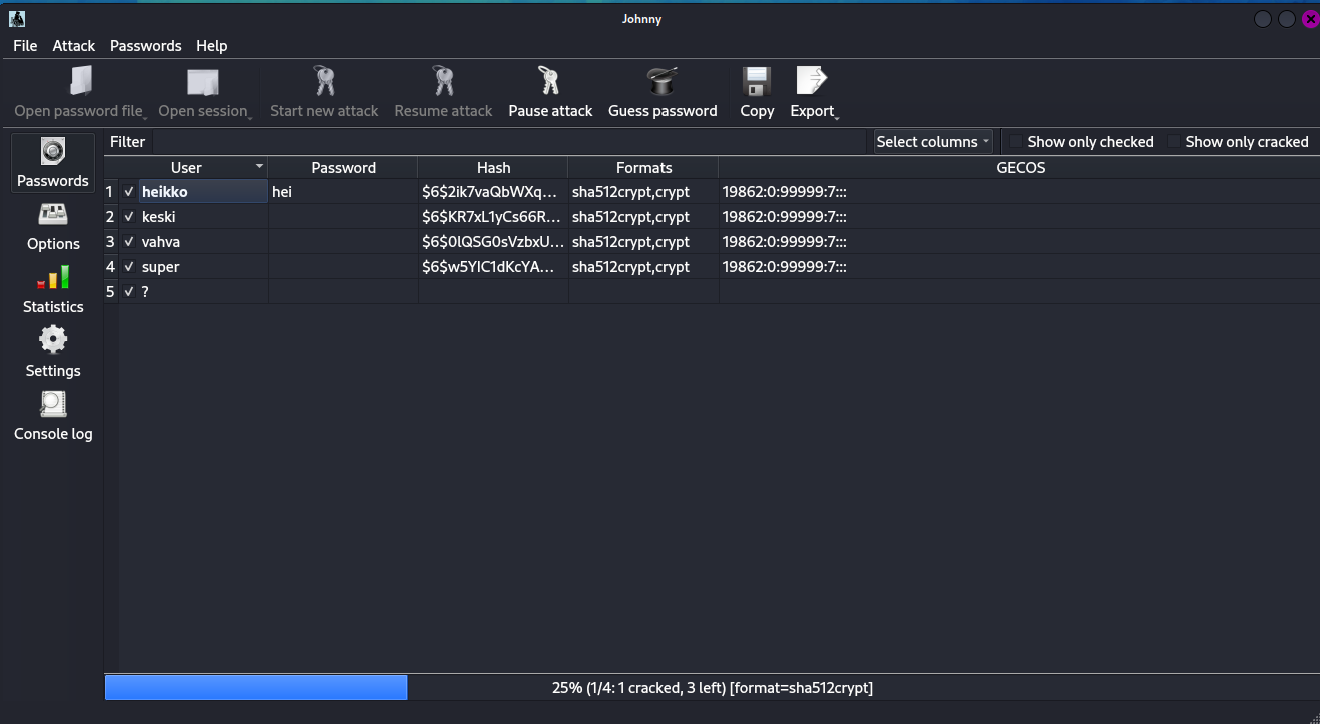 Johnny
File Attack Passwords Help
Open password file Open session Start new attack Resume attack Pause attack Guess password Copy Export
Filter Select columns Show only checked Show only cracked
Passwords
Options
Statistics
Settings
Console log
User Password Hash Formats GECOS
1 heikko hei $6$2ik7vaQbWXq... sha512crypt,crypt 19862:0:99999:7:::
2 keski $6$KR7xL1yCs66R... sha512crypt,crypt 19862:0:99999:7:::
3 vahva $6$0lQSG0sVzbxU... sha512crypt,crypt 19862:0:99999:7:::
4 super $6$w5YIC1dKcYA... sha512crypt,crypt 19862:0:99999:7:::
5 ?
25% (1/4: 1 cracked, 3 left) [format=sha512crypt]